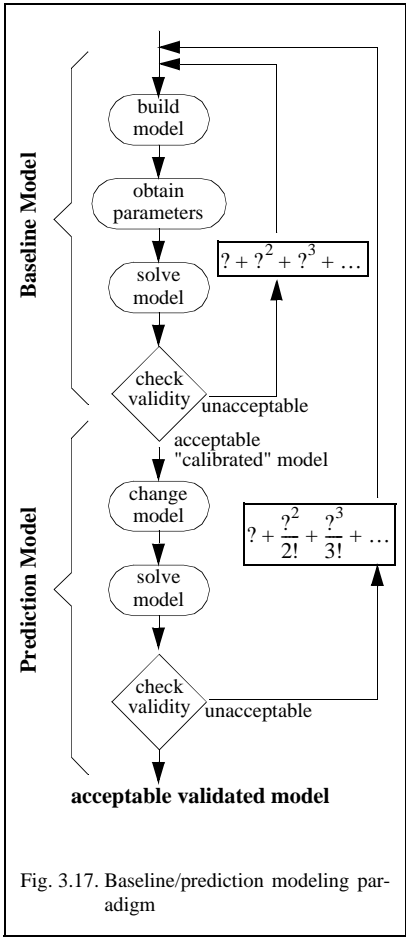 Baseline Model
build
model
obtain
parameters
? + ?² + ?³ + …
solve
model
check
validity
unacceptable
acceptable
"calibrated" model
Prediction Model
change
model
? + ?²/2! + ?³/3! + …
solve
model
check
validity
unacceptable
acceptable validated model
Fig. 3.17. Baseline/prediction modeling par-
adigm